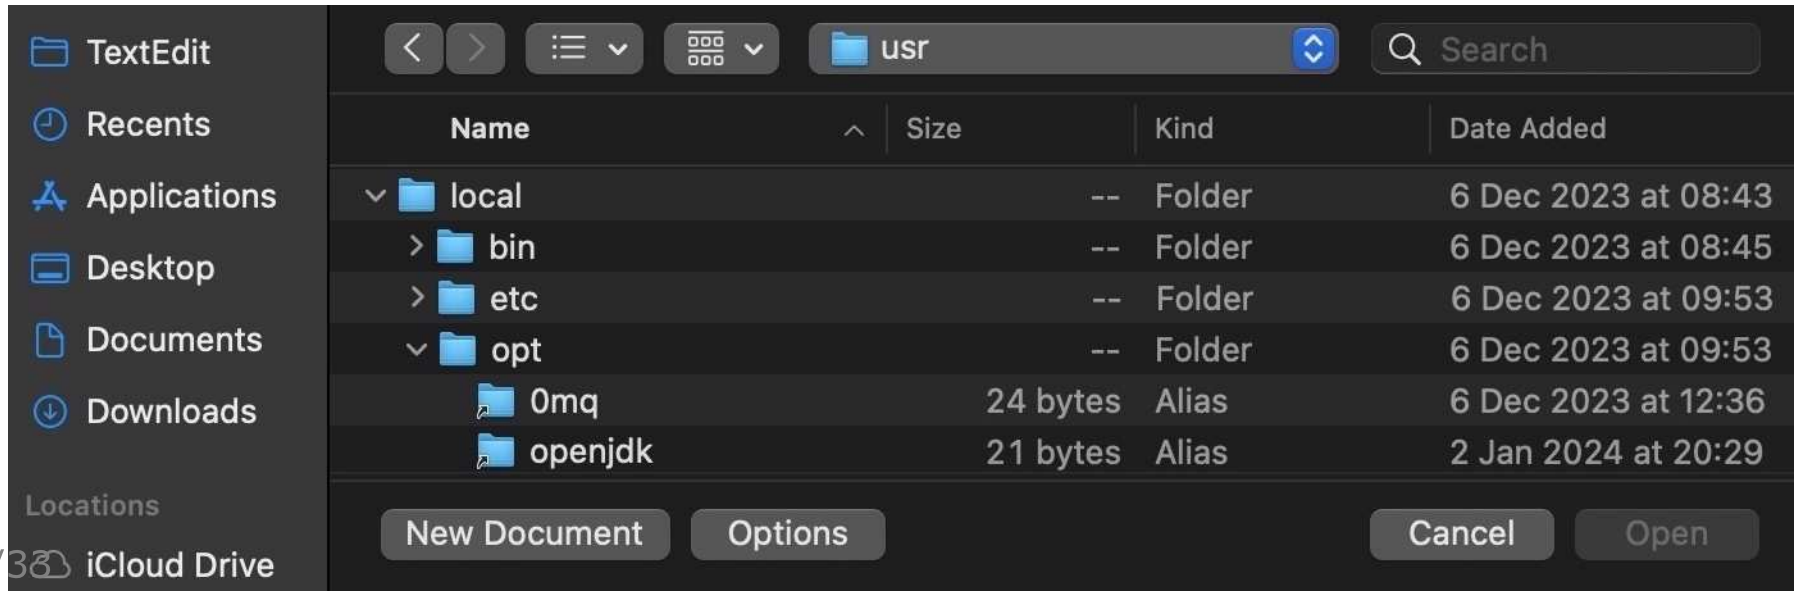 TextEdit
Recents
Applications
Desktop
Documents
Downloads
Locations
iCloud Drive
/33
usr
Search
Name Size Kind Date Added
local -- Folder 6 Dec 2023 at 08:43
bin -- Folder 6 Dec 2023 at 08:45
etc -- Folder 6 Dec 2023 at 09:53
opt -- Folder 6 Dec 2023 at 09:53
0mq 24 bytes Alias 6 Dec 2023 at 12:36
openjdk 21 bytes Alias 2 Jan 2024 at 20:29
New Document Options Cancel Open